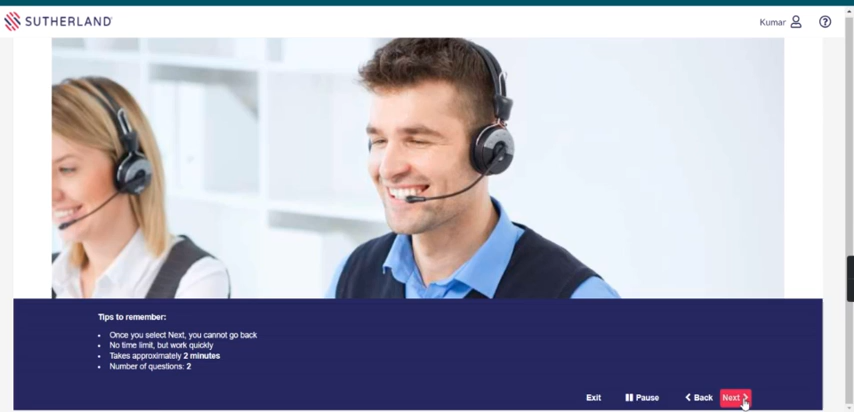 SUTHERLAND
Kumar
Tips to remember:
• Once you select Next, you cannot go back
• No time limit, but work quickly
• Takes approximately 2 minutes
• Number of questions: 2
Exit Pause Back Next